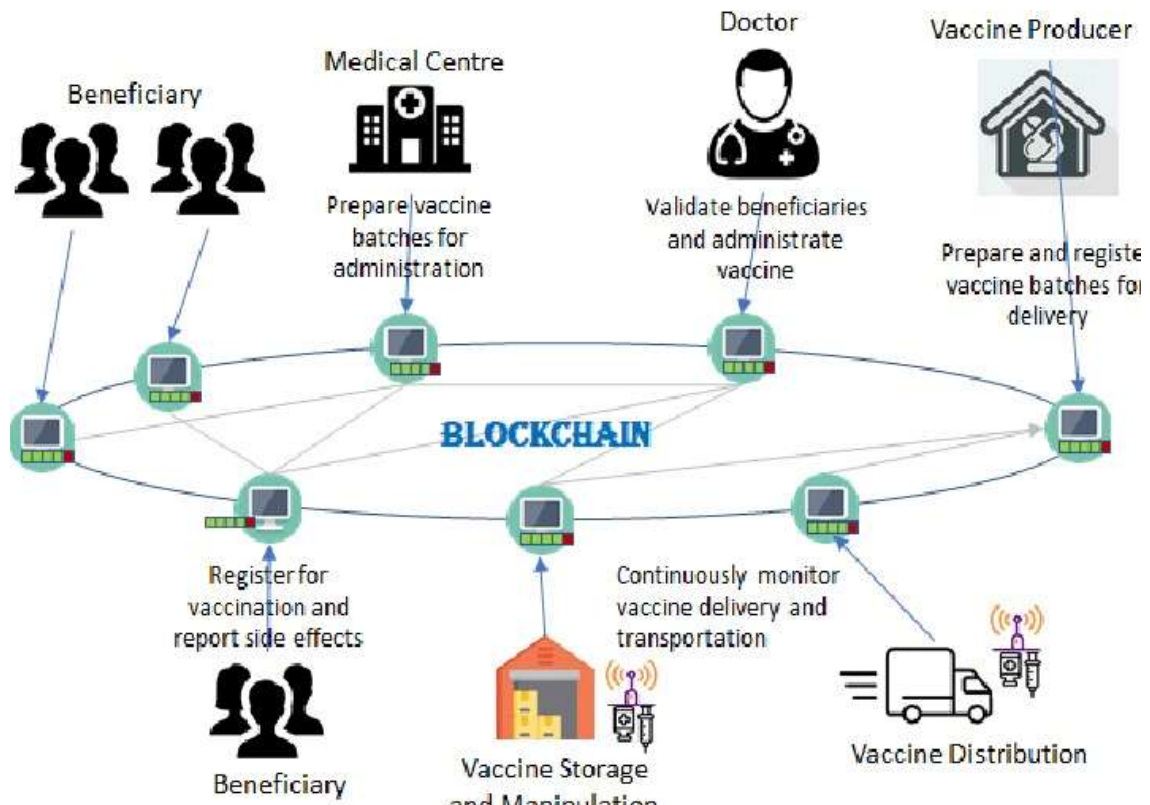 Beneficiary
Medical Centre
Doctor
Vaccine Producer
Prepare vaccine
batches for
administration
Validate beneficiaries
and administrate
vaccine
Prepare and registe
vaccine batches for
delivery
BLOCKCHAIN
Register for
vaccination and
report side effects
Continuously monitor
vaccine delivery and
transportation
Beneficiary
Vaccine Storage
and Manipulation
Vaccine Distribution